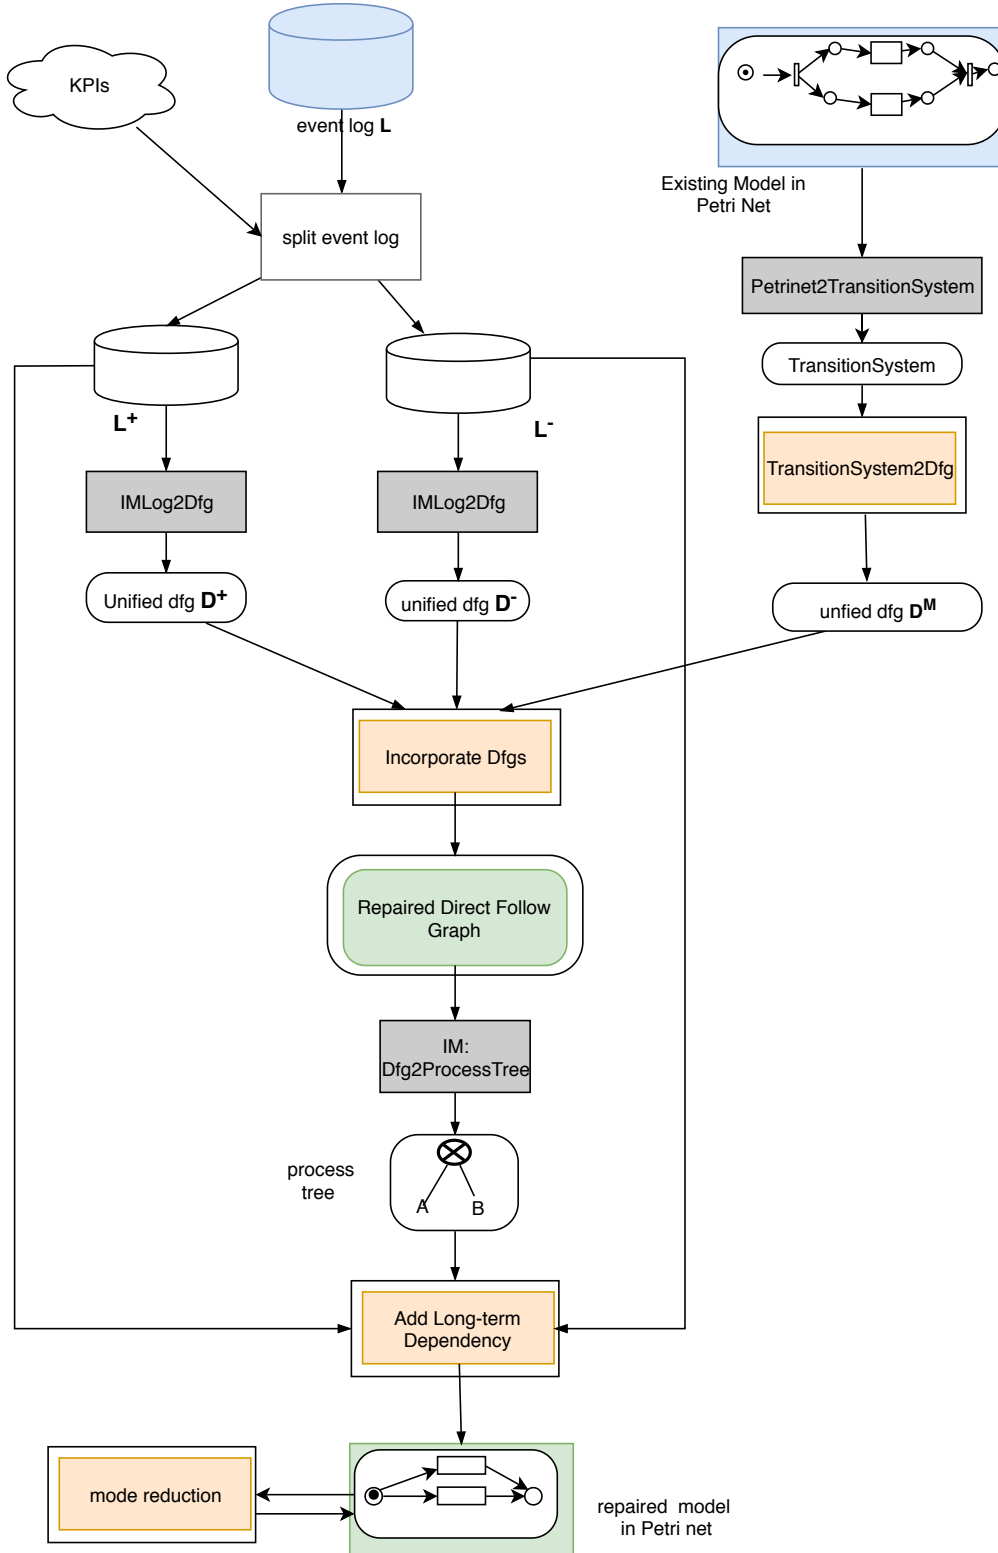 KPIs
event log L
Existing Model in
Petri Net
split event log
Petrinet2TransitionSystem
TransitionSystem
L+
L-
TransitionSystem2Dfg
IMLog2Dfg
IMLog2Dfg
Unified dfg D+
unified dfg D-
unfied dfg DM
Incorporate Dfgs
Repaired Direct Follow
Graph
IM:
Dfg2ProcessTree
process
tree
A
B
Add Long-term
Dependency
mode reduction
repaired model
in Petri net